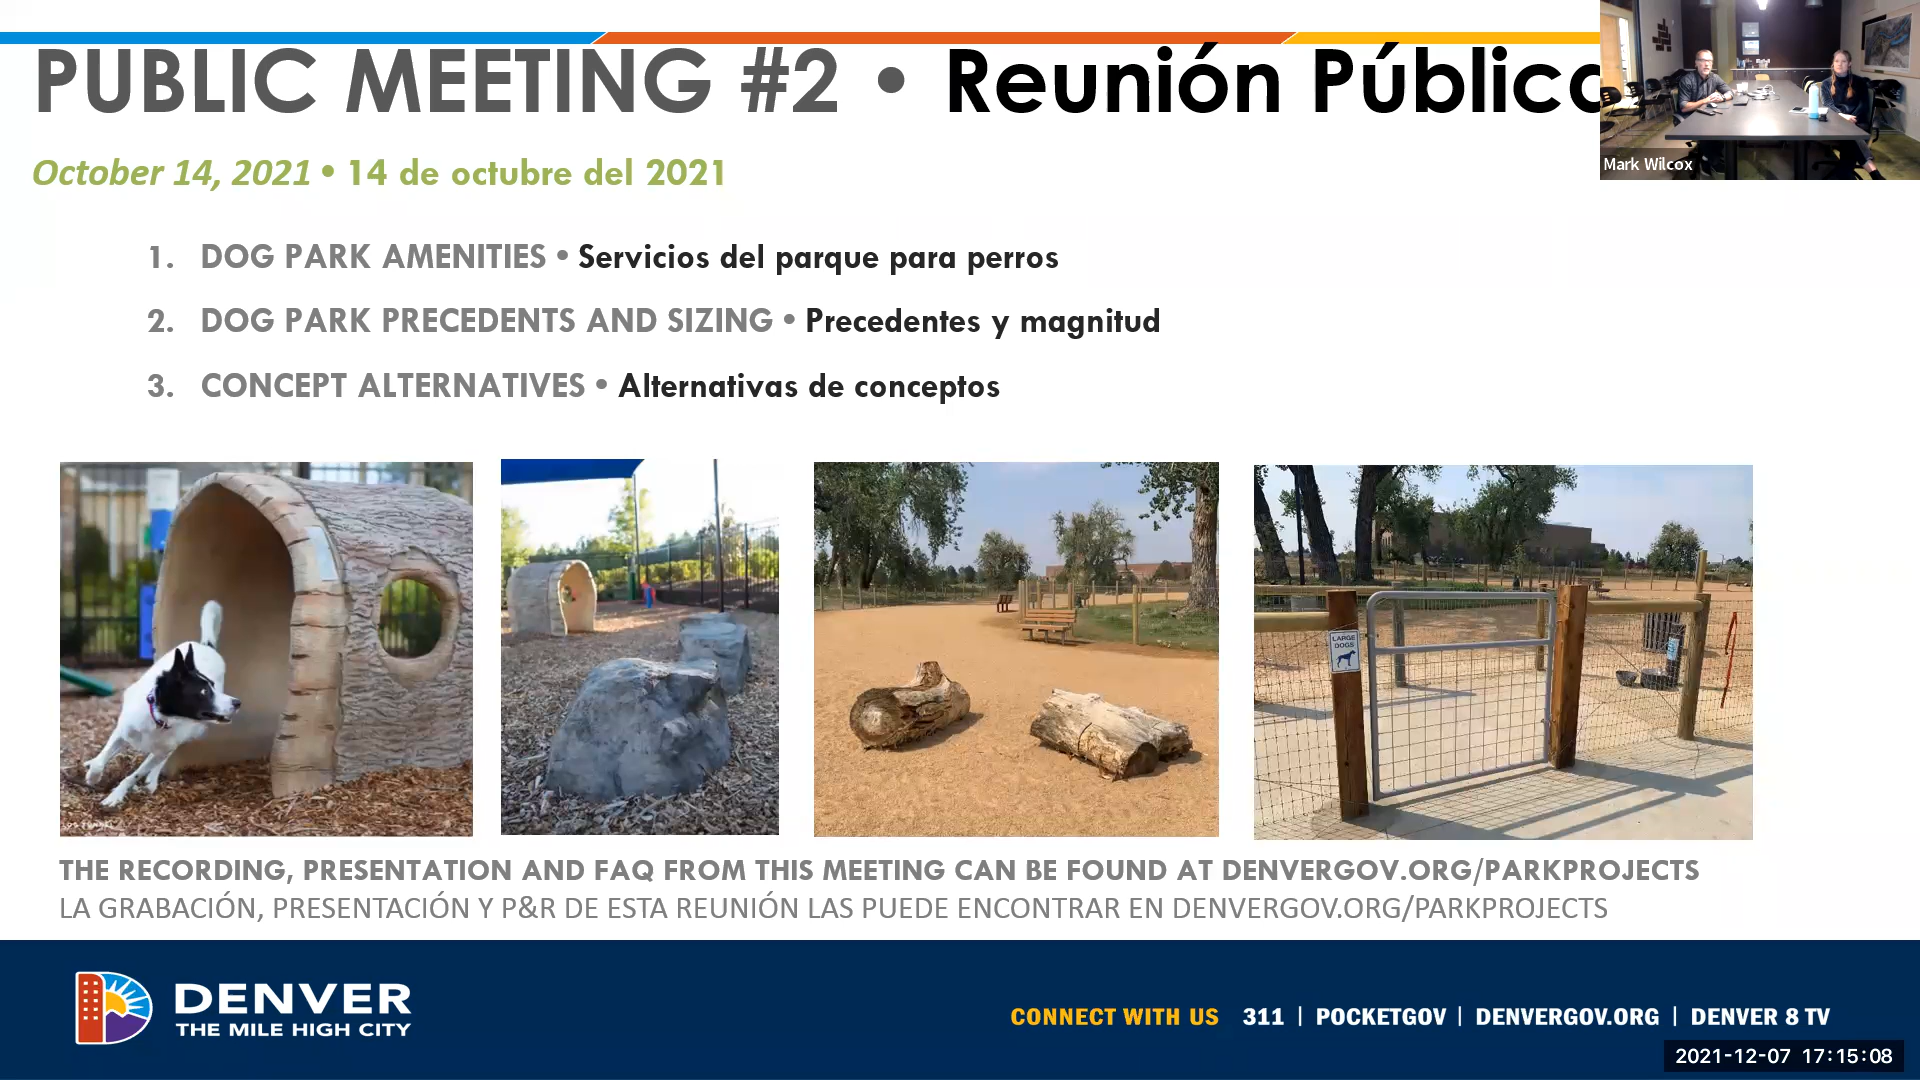 PUBLIC MEETING #2 • Reunión Pública
Mark Wilcox
October 14, 2021 • 14 de octubre del 2021
1. DOG PARK AMENITIES • Servicios del parque para perros
2. DOG PARK PRECEDENTS AND SIZING • Precedentes y magnitud
3. CONCEPT ALTERNATIVES • Alternativas de conceptos
LARGE
DOGS
THE RECORDING, PRESENTATION AND FAQ FROM THIS MEETING CAN BE FOUND AT DENVERGOV.ORG/PARKPROJECTS
LA GRABACIÓN, PRESENTACIÓN Y P&R DE ESTA REUNIÓN LAS PUEDE ENCONTRAR EN DENVERGOV.ORG/PARKPROJECTS
DENVER
THE MILE HIGH CITY
CONNECT WITH US 311 | POCKETGOV | DENVERGOV.ORG | DENVER 8 TV
2021-12-07 17:15:08